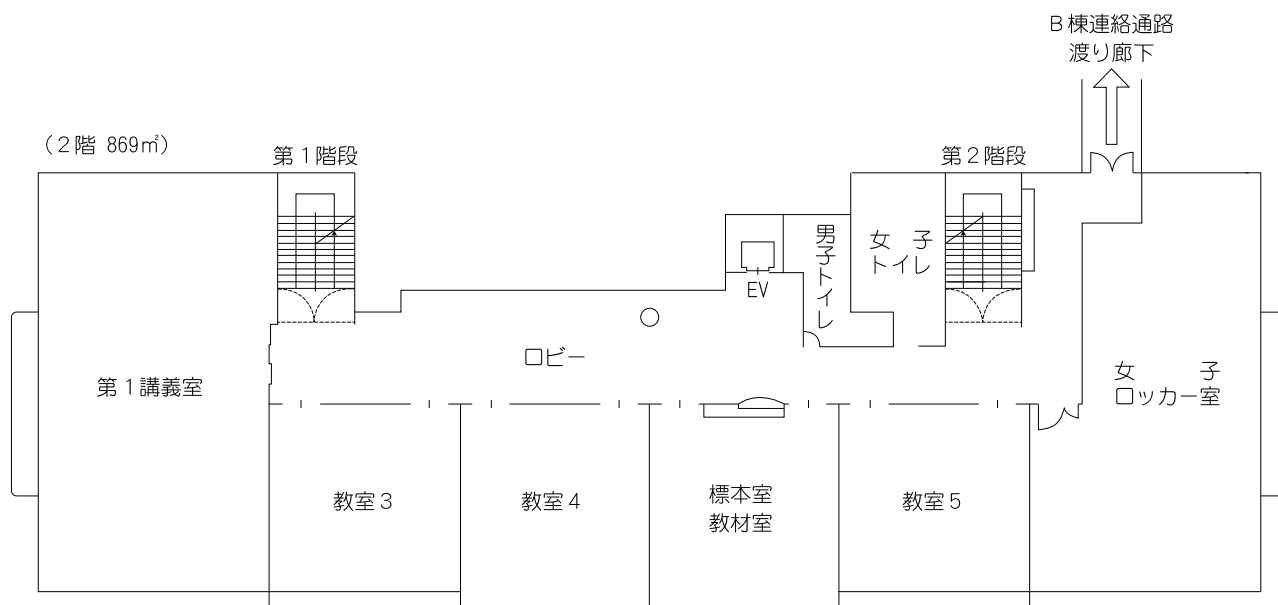 B棟連絡通路
渡り廊下
(2階 869㎡)
第1階段
第2階段
男子トイレ
女 子
トイレ
EV
ロビー
第1講義室
女 子
ロッカー室
教室3
教室4
標本室
教材室
教室5